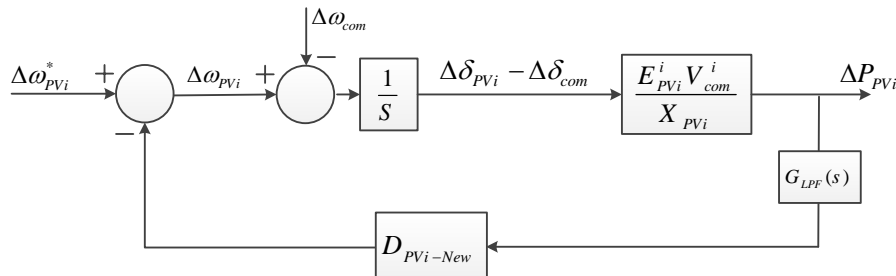 Δω_com
Δω*_PVi + Δω_PVi + − 1/S Δδ_PVi − Δδ_com E^i_PVi V^i_com / X_PVi ΔP_PVi
−
G_LPF(s)
D_PVi−New